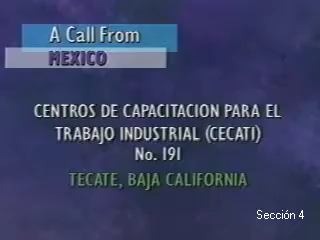 A Call From
MEXICO
CENTROS DE CAPACITACION PARA EL
TRABAJO INDUSTRIAL (CECATI)
No. 191
TECATE, BAJA CALIFORNIA
Sección 4